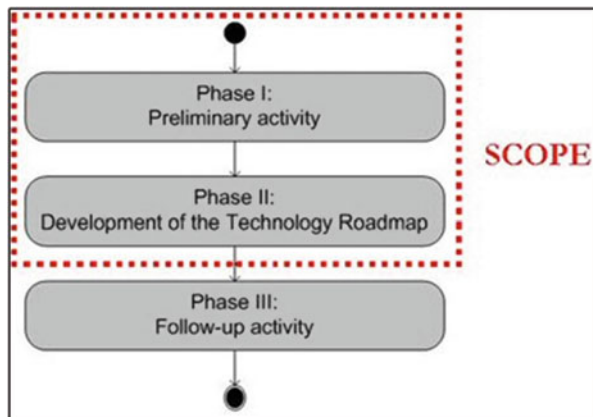 Phase I:
Preliminary activity
SCOPE
Phase II:
Development of the Technology Roadmap
Phase III:
Follow-up activity